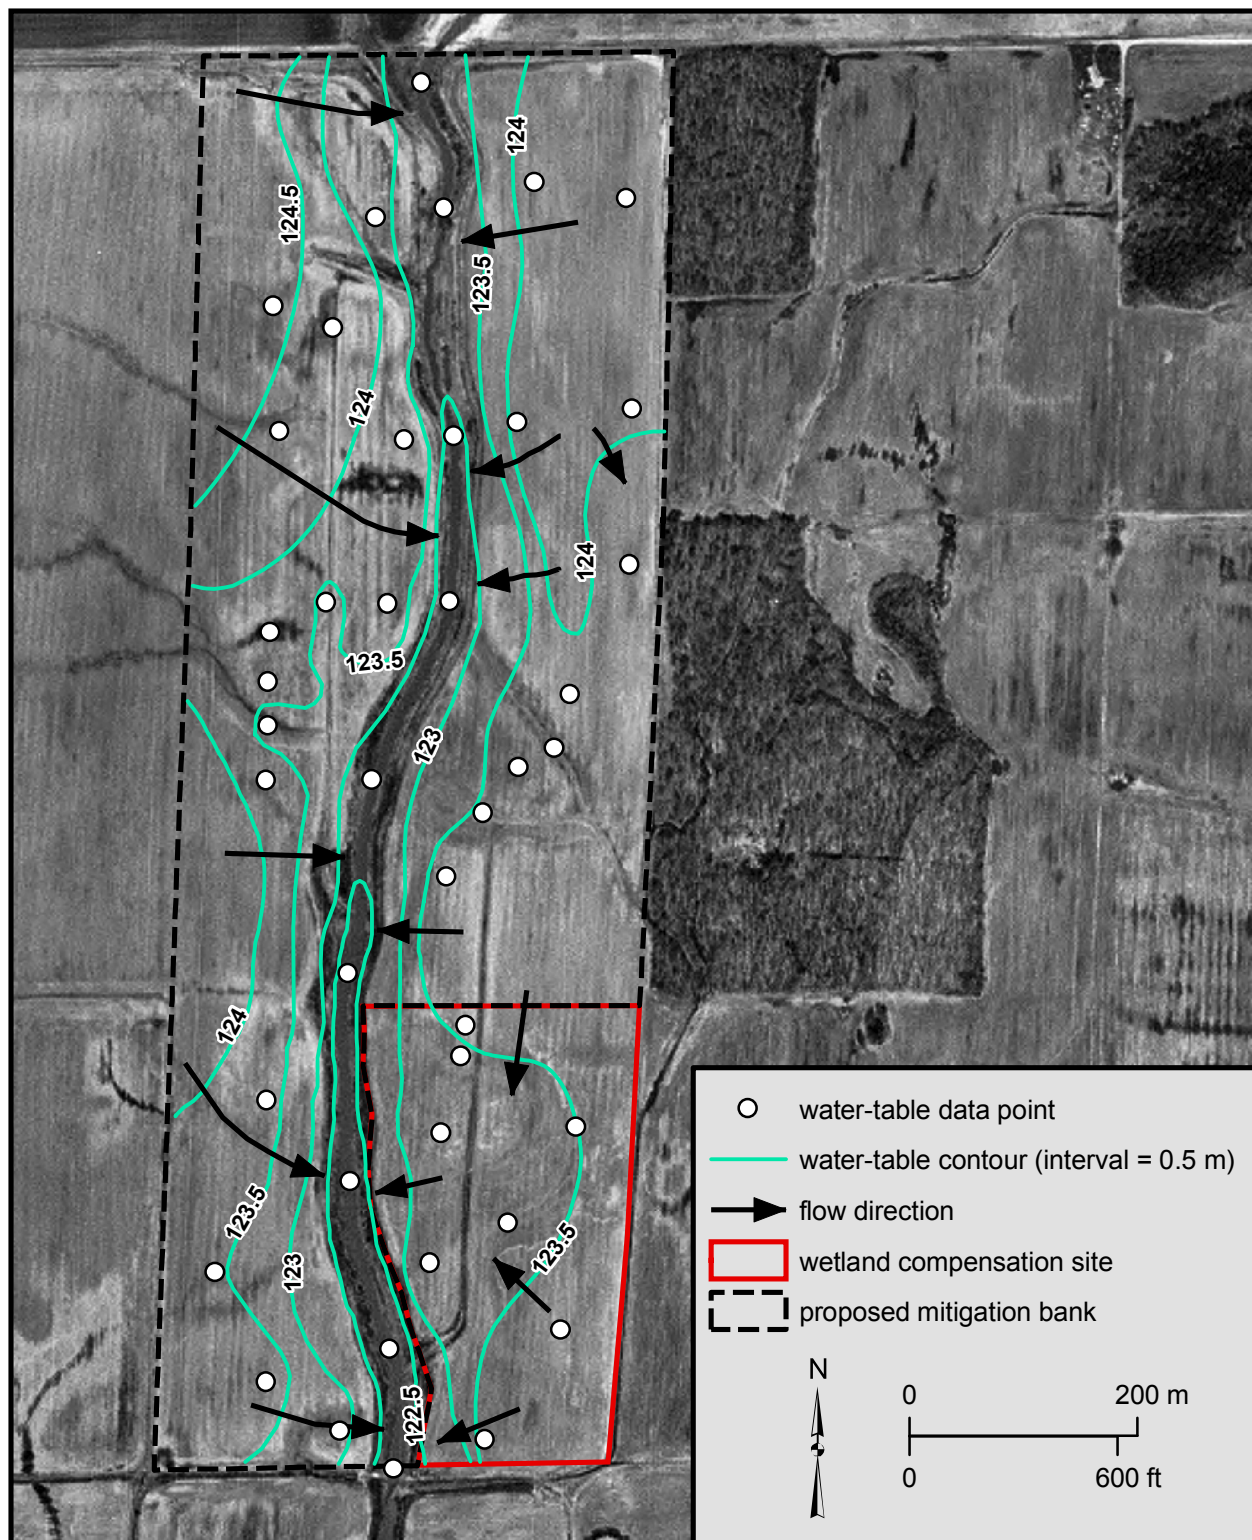 124
124.5
123.5
124
124
123.5
123
124
123.5
123.5
123
122.5
water-table data point
water-table contour (interval = 0.5 m)
flow direction
wetland compensation site
proposed mitigation bank
N
0 200 m
0 600 ft